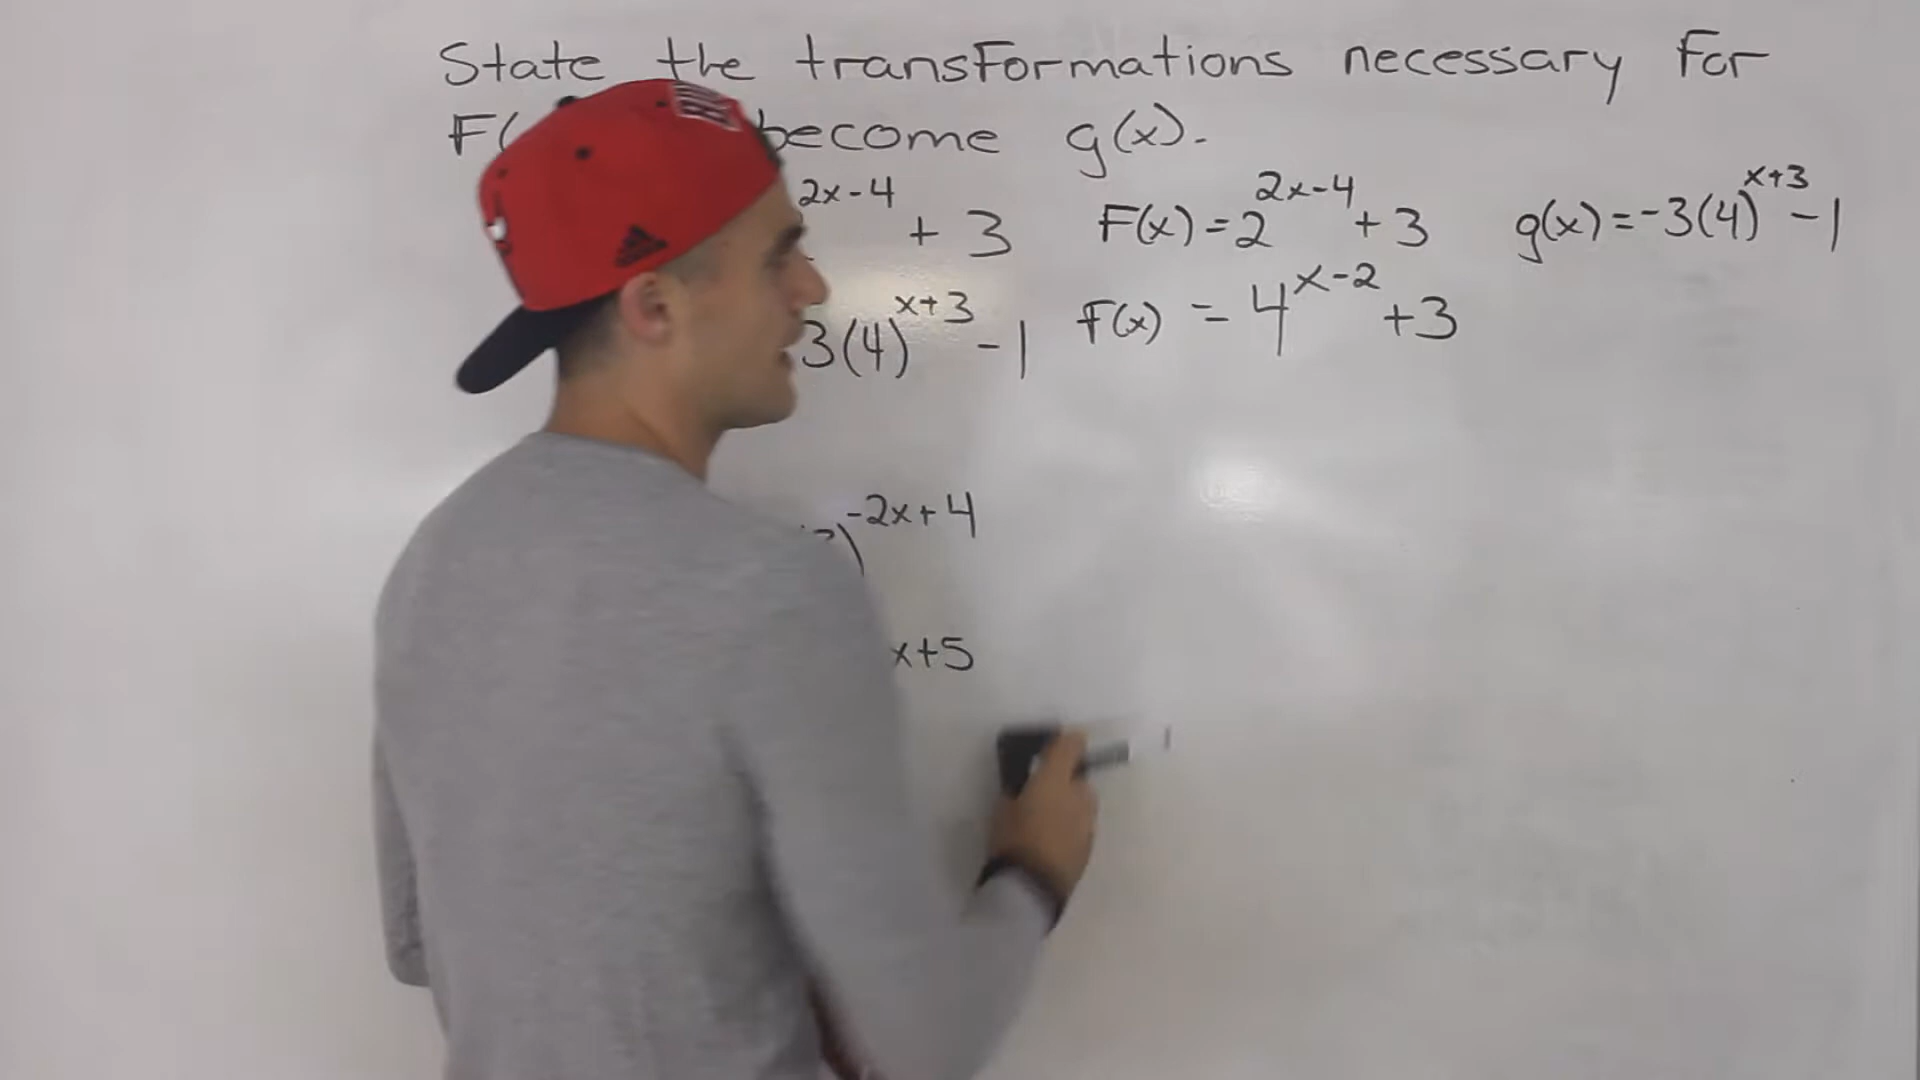 State the transformations necessary for
F( become g(x).
2x-4 + 3
F(x) = 2^{2x-4} + 3
g(x) = -3(4)^{x+3} - 1
3(4)^{x+3} - 1
F(x) = 4^{x-2} + 3
)^{-2x+4}
x+5